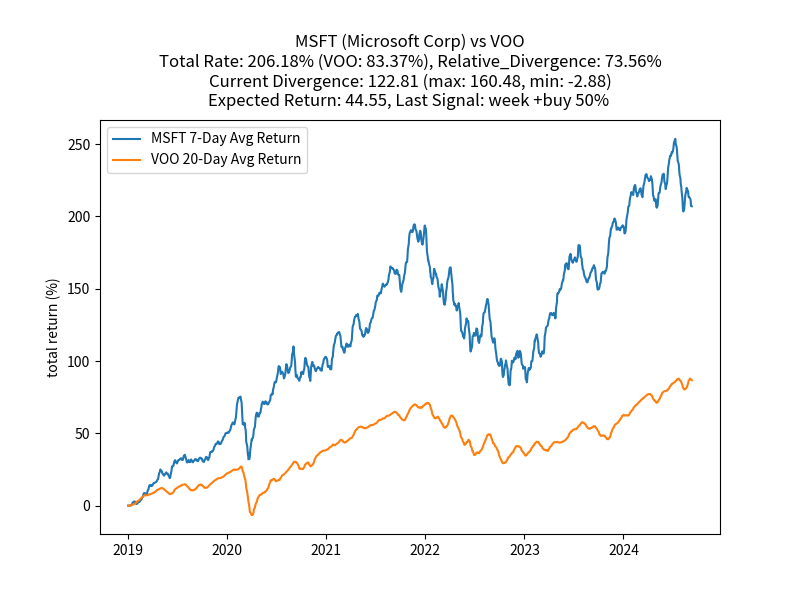 MSFT (Microsoft Corp) vs VOO
Total Rate: 206.18% (VOO: 83.37%), Relative_Divergence: 73.56%
Current Divergence: 122.81 (max: 160.48, min: -2.88)
Expected Return: 44.55, Last Signal: week +buy 50%
MSFT 7-Day Avg Return
VOO 20-Day Avg Return
total return (%)
250
200
150
100
50
0
2019
2020
2021
2022
2023
2024